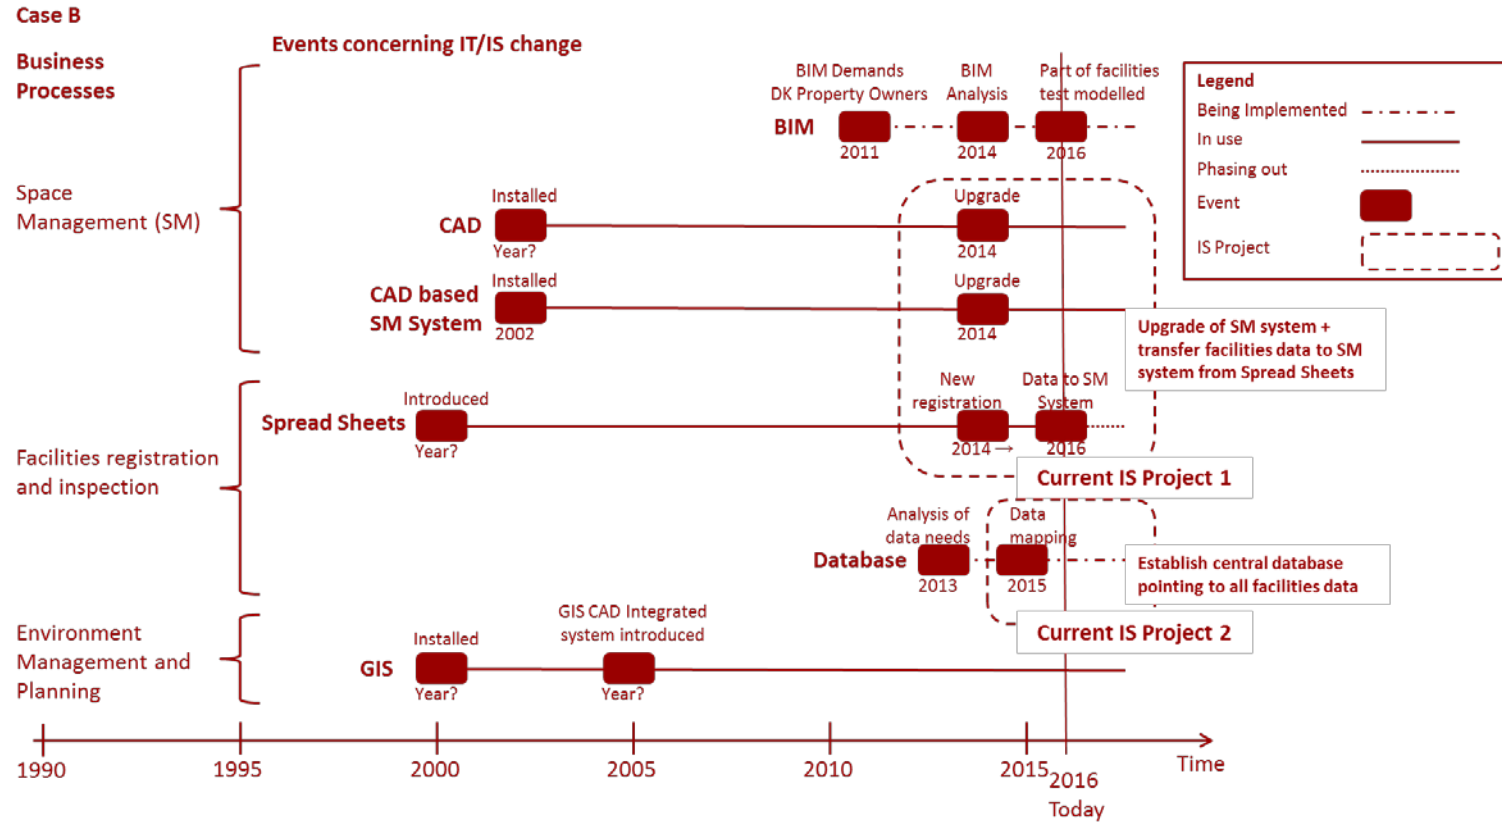 Case B
Events concerning IT/IS change
Business
Processes
BIM Demands
DK Property Owners
BIM
Analysis
Part of facilities
test modelled
BIM
2011
2014
2016
Legend
Being Implemented
In use
Phasing out
Event
IS Project
Space
Management (SM)
Installed
Upgrade
CAD
Year?
2014
Installed
Upgrade
CAD based
SM System
2002
2014
Upgrade of SM system +
transfer facilities data to SM
system from Spread Sheets
Introduced
New
registration
Data to SM
System
Spread Sheets
Year?
2014→
2016
Current IS Project 1
Facilities registration
and inspection
Analysis of
data needs
Data
mapping
Database
2013
2015
Establish central database
pointing to all facilities data
Current IS Project 2
Environment
Management and
Planning
Installed
GIS CAD Integrated
system introduced
GIS
Year?
Year?
1990
1995
2000
2005
2010
2015
2016
Today
Time